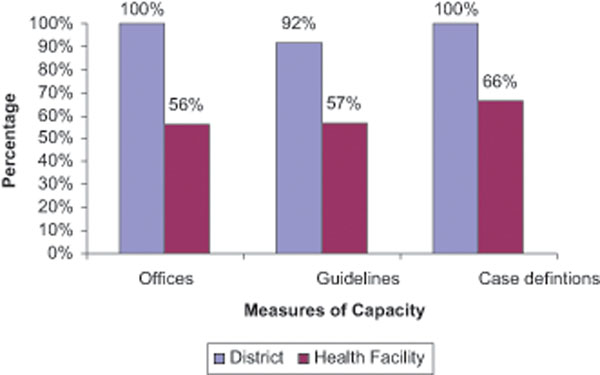 100%
92%
100%
56%
57%
66%
Percentage
100%
90%
80%
70%
60%
50%
40%
30%
20%
10%
0%
Offices
Guidelines
Case defintions
Measures of Capacity
District
Health Facility